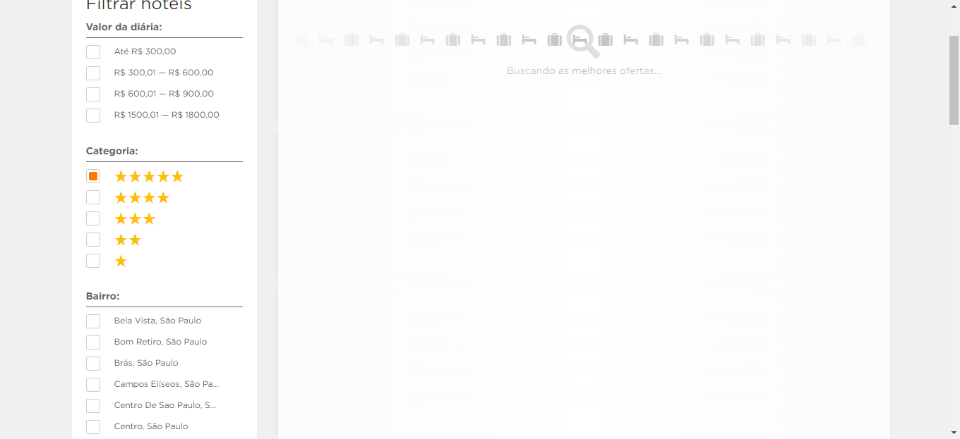 Filtrar hotéis
Valor da diária:
Até R$ 300,00
R$ 300,01 — R$ 600,00
R$ 600,01 — R$ 900,00
R$ 1500,01 — R$ 1800,00
Categoria:
Bairro:
Bela Vista, São Paulo
Bom Retiro, São Paulo
Brás, São Paulo
Campos Elíseos, São Pa...
Centro De Sao Paulo, S...
Centro, São Paulo
Buscando as melhores ofertas...